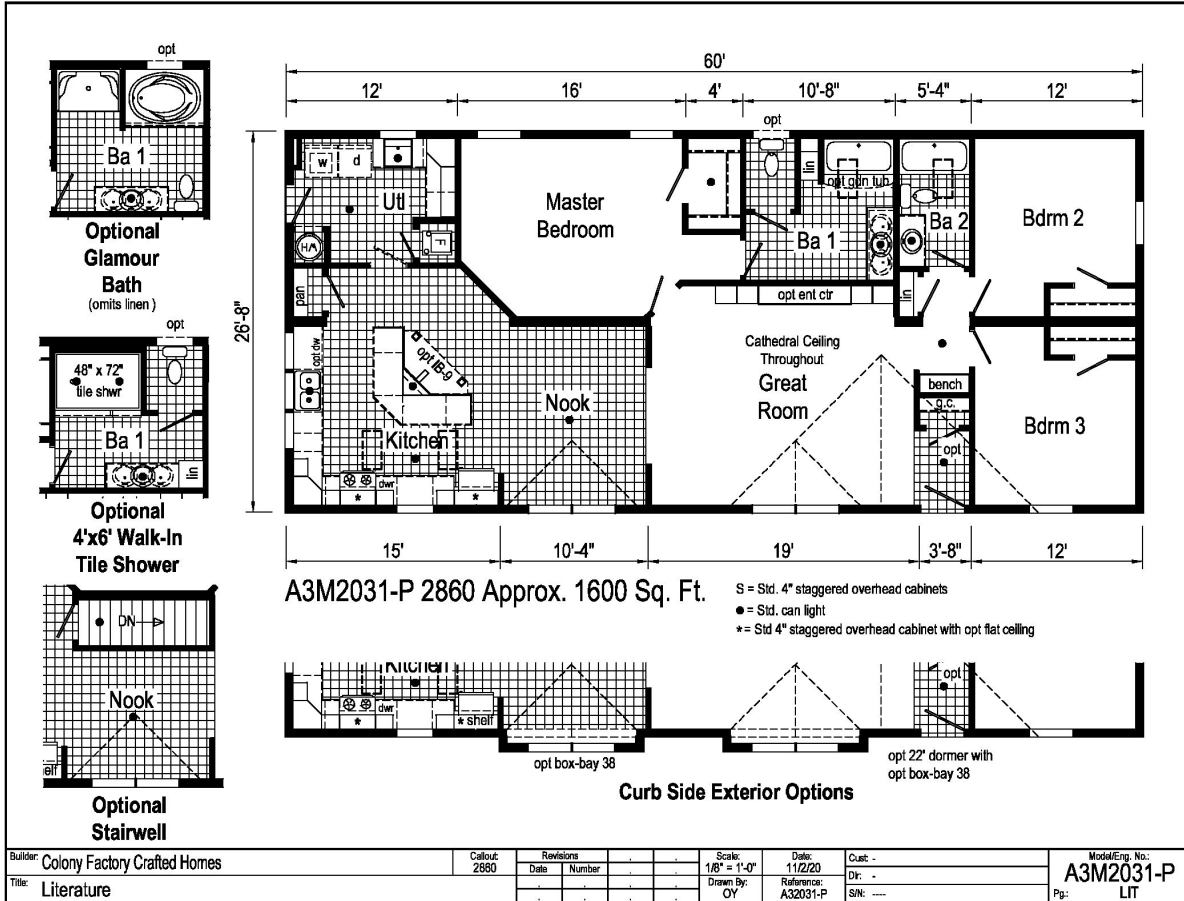 opt
Ba 1
Optional
Glamour
Bath
(omits linen )
opt
48" x 72"
tile shwr
Ba 1
lin
Optional
4'x6' Walk-In
Tile Shower
DN
Nook
Optional
Stairwell
60'
12'
16'
4'
10'-8"
5'-4"
12'
26'-8"
opt
w
d
Utl
WH
F
pan
Master
Bedroom
lin
opt gdn tub
Ba 1
Ba 2
lin
Bdrm 2
opt ent ctr
Cathedral Ceiling
Throughout
Great
Room
bench
g.c.
opt
Bdrm 3
opt dw
opt IB-9
Nook
Kitchen
dwr
*
*
15'
10'-4"
19'
3'-8"
12'
A3M2031-P 2860 Approx. 1600 Sq. Ft.
S = Std. 4" staggered overhead cabinets
● = Std. can light
* = Std 4" staggered overhead cabinet with opt flat ceiling
Kitchen
dwr
*
* shelf
opt
opt box-bay 38
opt 22' dormer with
opt box-bay 38
Curb Side Exterior Options
Builder: Colony Factory Crafted Homes
Title: Literature
Callout:
2860
Revisions
Date Number
Scale:
1/8" = 1'-0"
Drawn By:
OY
Date:
11/2/20
Reference:
A32031-P
Cust: -
Dir: -
S/N: ----
Model/Eng. No.:
A3M2031-P
Pg.: LIT